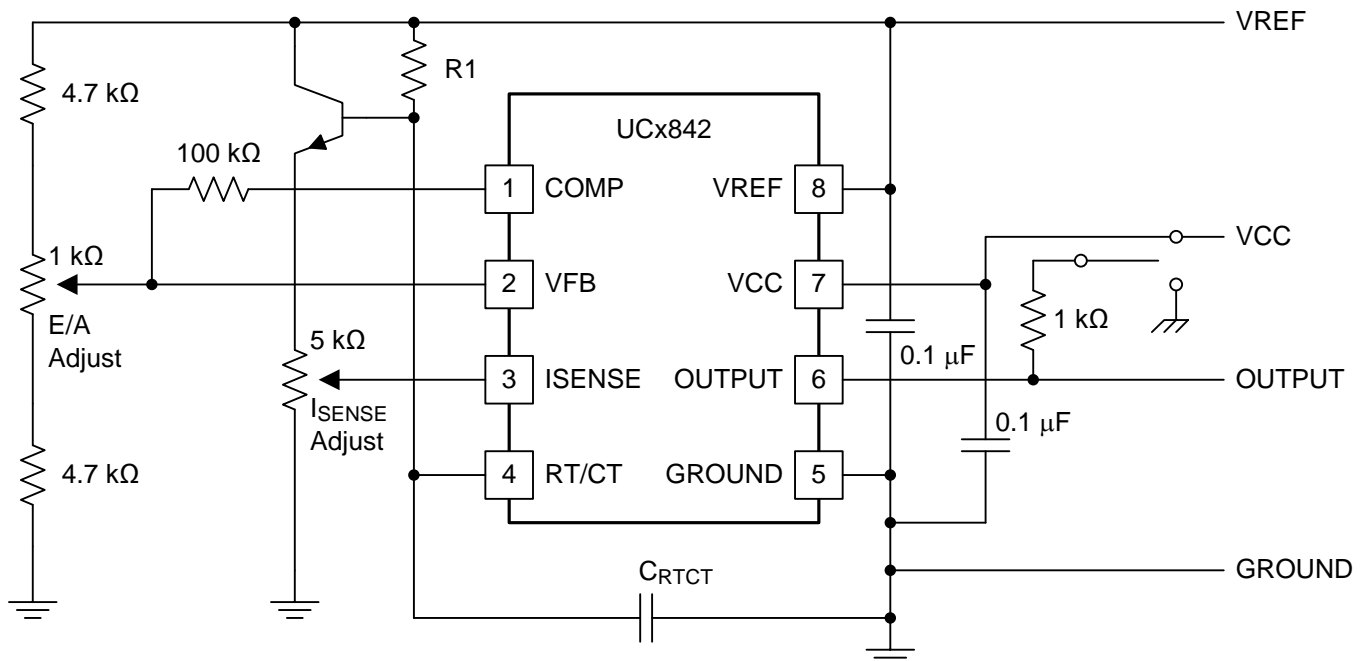 VREF
R1
4.7 kΩ
UCx842
100 kΩ
1 COMP VREF 8
VCC
1 kΩ
2 VFB VCC 7
1 kΩ
E/A
Adjust
5 kΩ
0.1 μF
3 ISENSE OUTPUT 6
OUTPUT
ISENSE
Adjust
0.1 μF
4.7 kΩ
4 RT/CT GROUND 5
CRTCT
GROUND